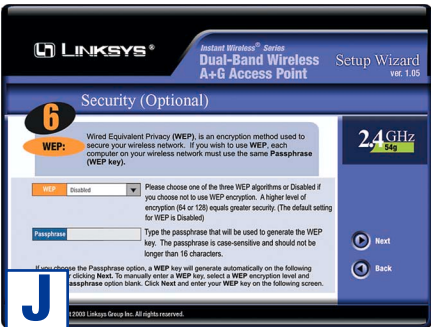 LINKSYS®
Instant Wireless® Series
Dual-Band Wireless
A+G Access Point
Setup Wizard
ver. 1.05
Security (Optional)
6
WEP:
Wired Equivalent Privacy (WEP), is an encryption method used to
secure your wireless network. If you wish to use WEP, each
computer on your wireless network must use the same Passphrase
(WEP key).
2.4GHz
54g
WEP Disabled
Please choose one of the three WEP algorithms or Disabled if
you choose not to use WEP encryption. A higher level of
encryption (64 or 128) equals greater security. (The default setting
for WEP is Disabled)
Passphrase
Type the passphrase that will be used to generate the WEP
key. The passphrase is case-sensitive and should not be
longer than 16 characters.
Next
Back
If you choose the Passphrase option, a WEP key will generate automatically on the following
clicking Next. To manually enter a WEP key, select a WEP encryption level and
passphrase option blank. Click Next and enter your WEP key on the following screen.
J
2003 Linksys Group Inc. All rights reserved.